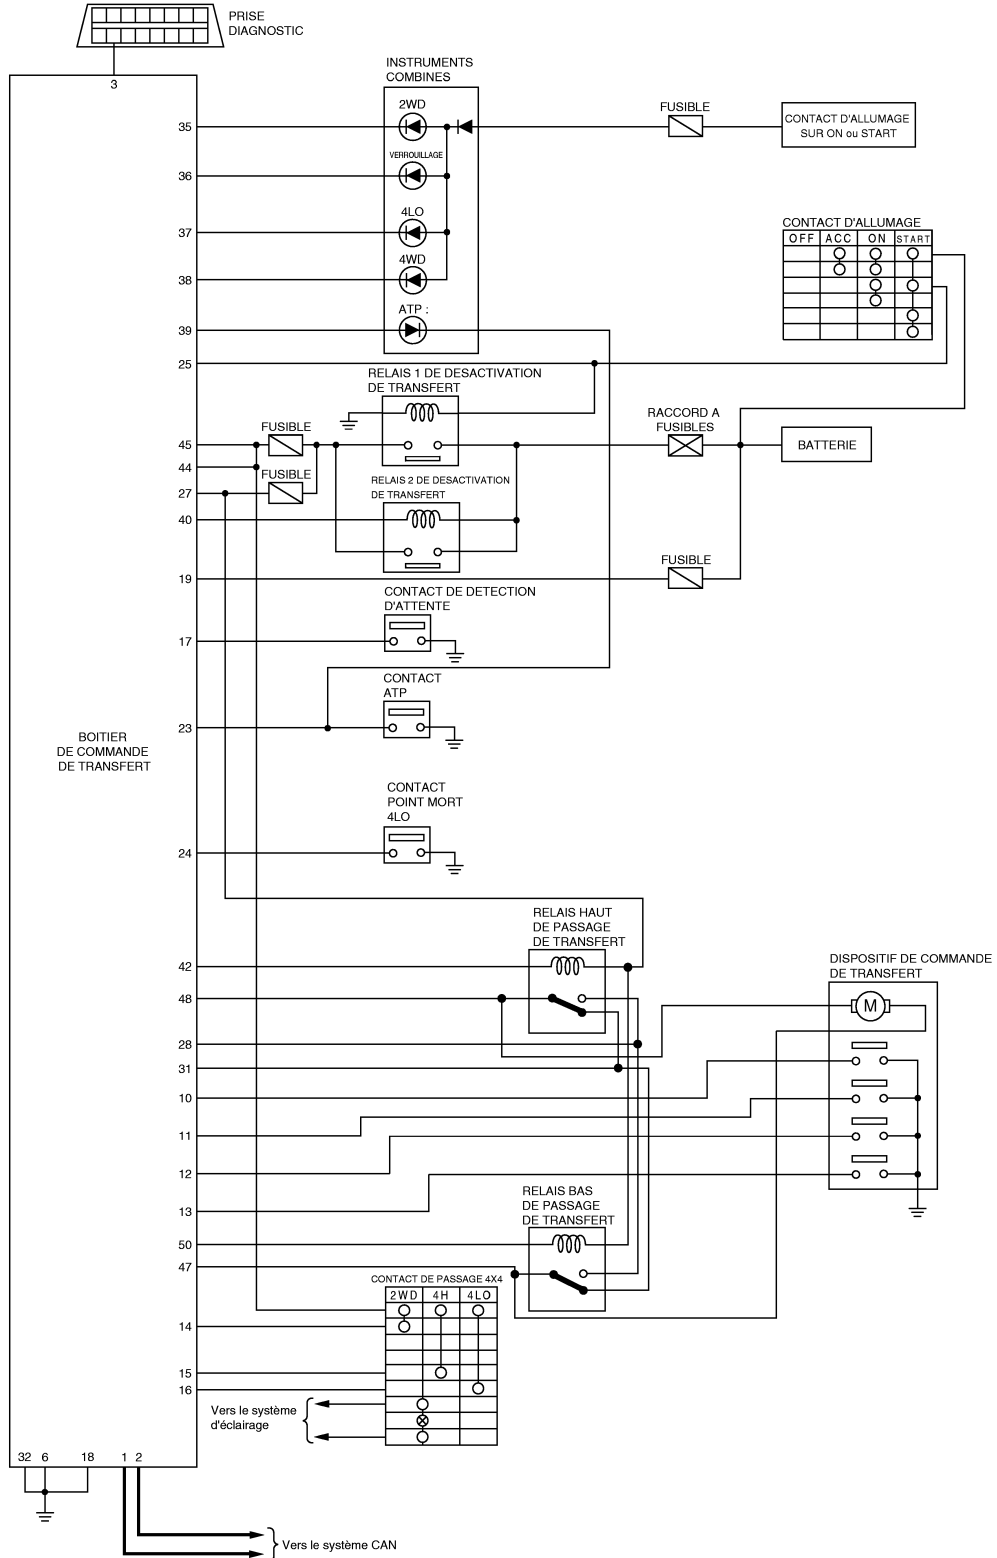 PRISE
DIAGNOSTIC
3
INSTRUMENTS
COMBINES
2WD
FUSIBLE
CONTACT D'ALLUMAGE
SUR ON ou START
35
VERROUILLAGE
36
4LO
37
CONTACT D'ALLUMAGE
OFF ACC ON START
4WD
38
ATP :
39
25
RELAIS 1 DE DESACTIVATION
DE TRANSFERT
RACCORD A
FUSIBLES
FUSIBLE
45
BATTERIE
44
FUSIBLE
RELAIS 2 DE DESACTIVATION
DE TRANSFERT
27
40
FUSIBLE
19
CONTACT DE DETECTION
D'ATTENTE
17
CONTACT
ATP
23
BOITIER
DE COMMANDE
DE TRANSFERT
CONTACT
POINT MORT
4LO
24
RELAIS HAUT
DE PASSAGE
DE TRANSFERT
42
DISPOSITIF DE COMMANDE
DE TRANSFERT
48
M
28
31
10
11
12
13
RELAIS BAS
DE PASSAGE
DE TRANSFERT
50
47
CONTACT DE PASSAGE 4X4
2WD 4H 4LO
14
15
16
Vers le système
d'éclairage
32 6 18 1 2
Vers le système CAN